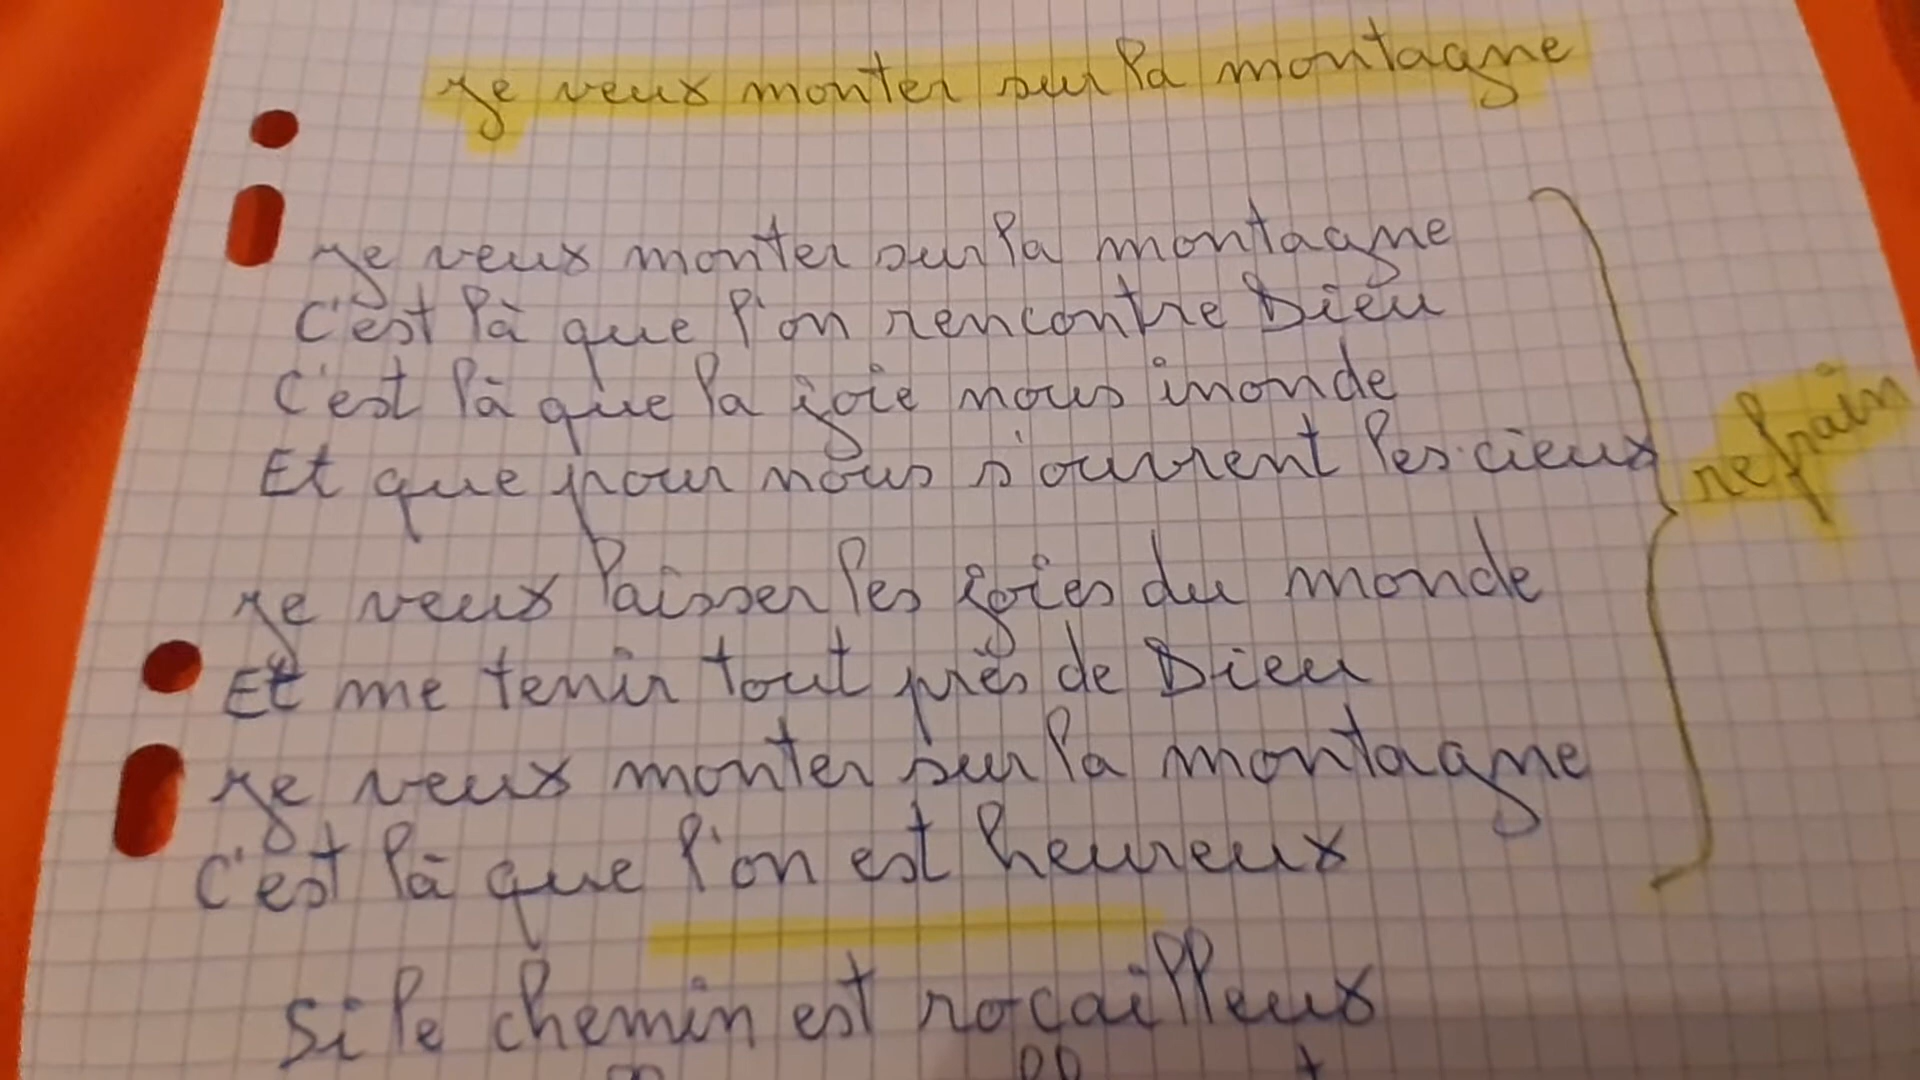 Je veux monter sur la montagne
Je veux monter sur la montagne
C'est là que l'on rencontre Dieu
C'est là que la joie nous inonde
Et que pour nous s'ouvrent les cieux
refrain
Je veux laisser les joies du monde
Et me tenir tout près de Dieu
Je veux monter sur la montagne
C'est là que l'on est heureux
Si le chemin est rocailleux